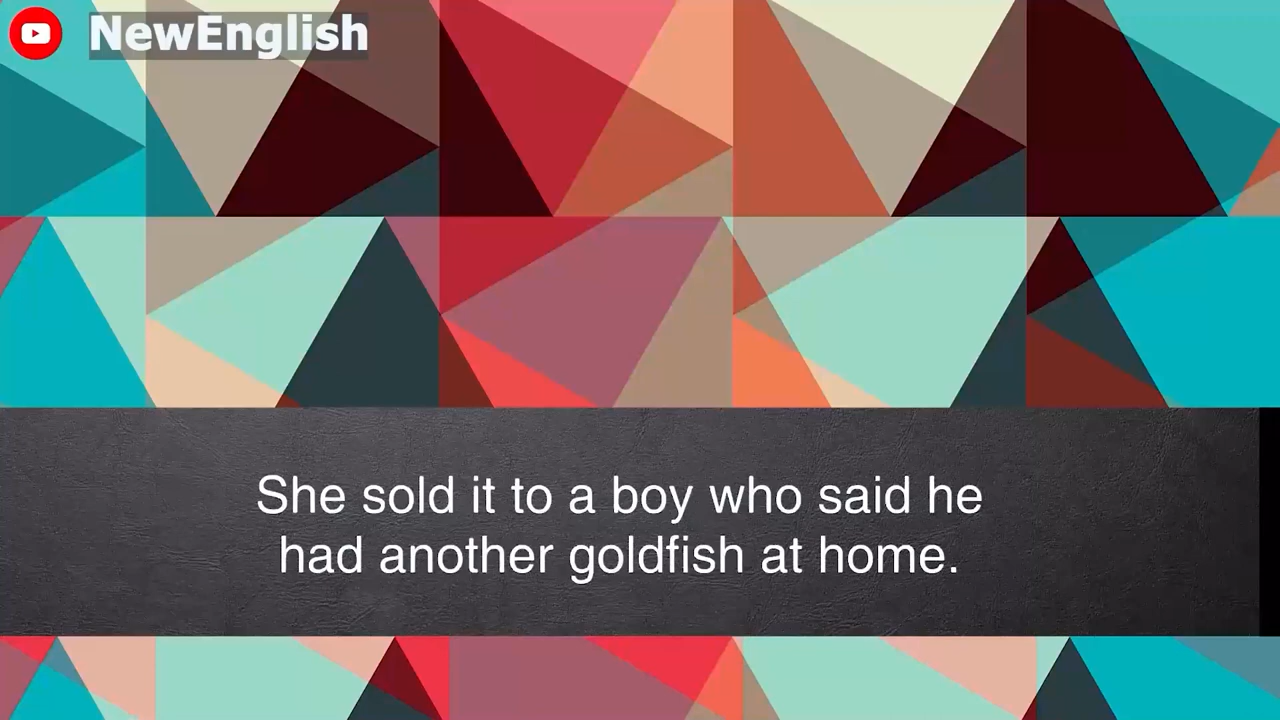 NewEnglish
She sold it to a boy who said he
had another goldfish at home.